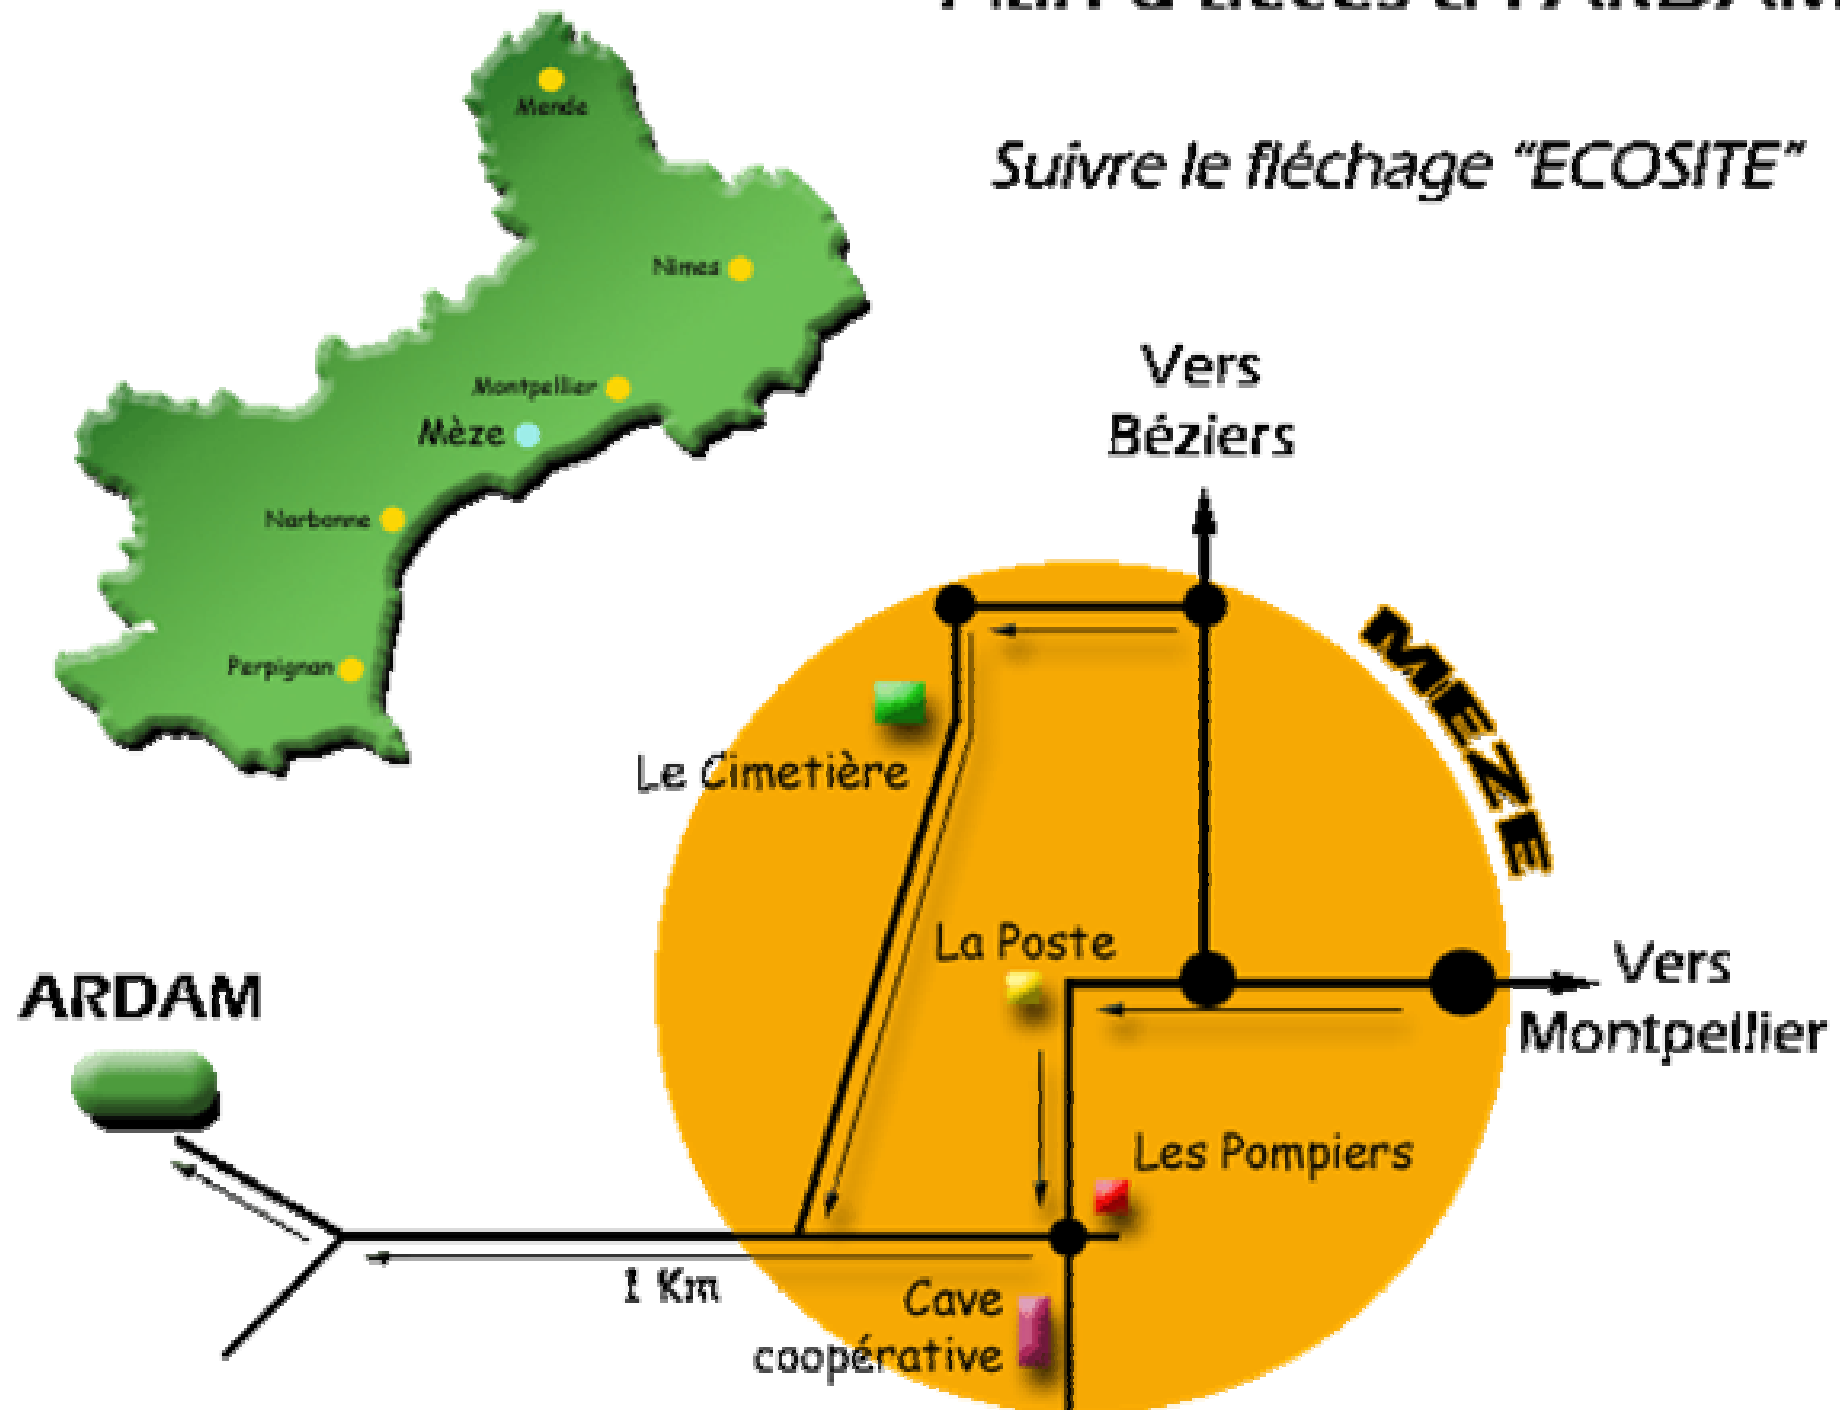 Suivre le fléchage "ECOSITE"
Mende
Nimes
Montpellier
Mèze
Narbonne
Perpignan
Vers
Béziers
MEZE
Le Cimetière
La Poste
Vers
Montpellier
ARDAM
Les Pompiers
1 Km
Cave
coopérative